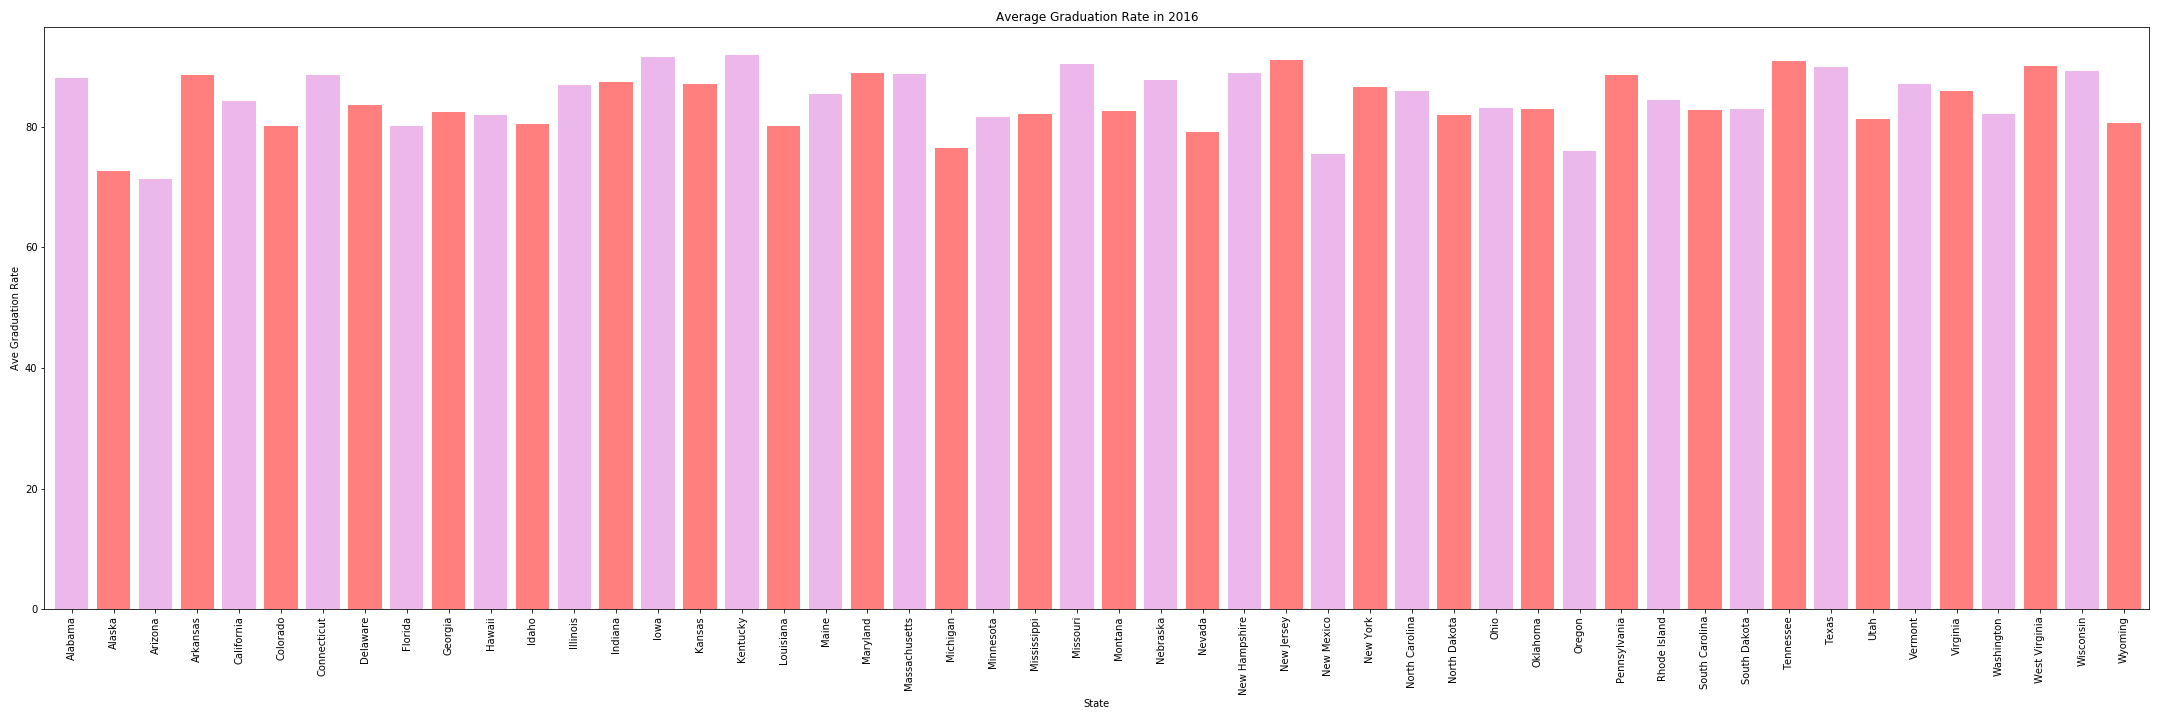 Average Graduation Rate in 2016
Ave Graduation Rate
80
60
40
20
0
Alabama
Alaska
Arizona
Arkansas
California
Colorado
Connecticut
Delaware
Florida
Georgia
Hawaii
Idaho
Illinois
Indiana
Iowa
Kansas
Kentucky
Louisiana
Maine
Maryland
Massachusetts
Michigan
Minnesota
Mississippi
Missouri
Montana
Nebraska
Nevada
New Hampshire
New Jersey
New Mexico
New York
North Carolina
North Dakota
Ohio
Oklahoma
Oregon
Pennsylvania
Rhode Island
South Carolina
South Dakota
Tennessee
Texas
Utah
Vermont
Virginia
Washington
West Virginia
Wisconsin
Wyoming
State